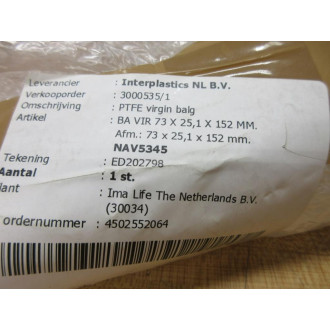 Leverancier : Interplastics NL B.V.
Verkooporder : 3000535/1
Omschrijving : PTFE virgin balg
Artikel : BA VIR 73 X 25,1 X 152 MM.
Afm.: 73 x 25,1 x 152 mm.
NAV5345
Tekening : ED202798
Aantal : 1 st.
lant : Ima Life The Netherlands B.V.
(30034)
ordernummer : 4502552064